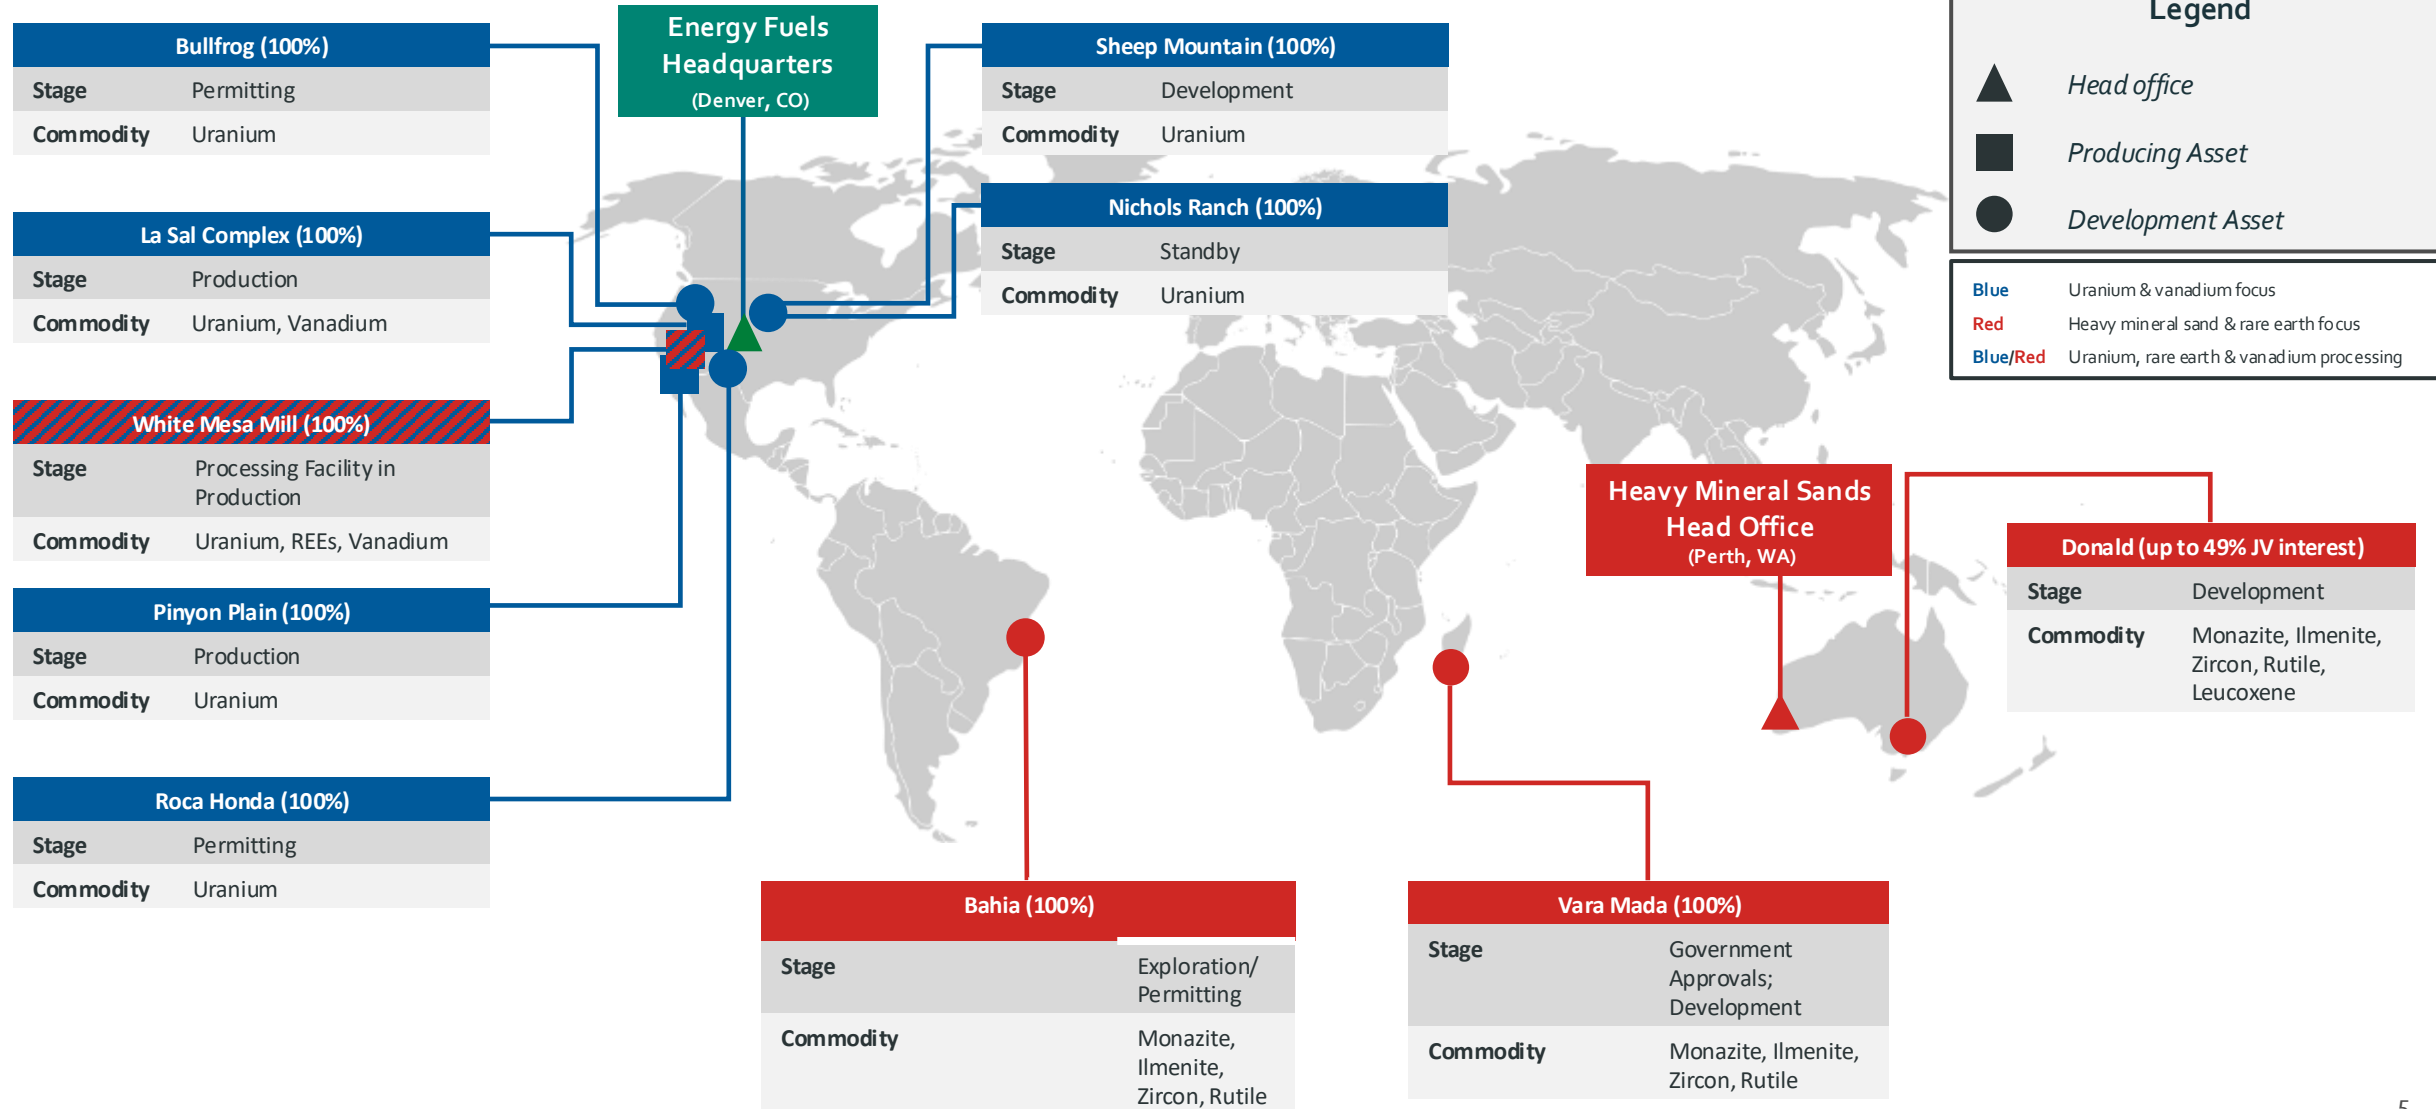 Bullfrog (100%)
Stage Permitting
Commodity Uranium
La Sal Complex (100%)
Stage Production
Commodity Uranium, Vanadium
White Mesa Mill (100%)
Stage Processing Facility in
Production
Commodity Uranium, REEs, Vanadium
Pinyon Plain (100%)
Stage Production
Commodity Uranium
Roca Honda (100%)
Stage Permitting
Commodity Uranium
Energy Fuels
Headquarters
(Denver, CO)
Sheep Mountain (100%)
Stage Development
Commodity Uranium
Nichols Ranch (100%)
Stage Standby
Commodity Uranium
Legend
Head office
Producing Asset
Development Asset
Blue Uranium & vanadium focus
Red Heavy mineral sand & rare earth focus
Blue/Red Uranium, rare earth & vanadium processing
Heavy Mineral Sands
Head Office
(Perth, WA)
Donald (up to 49% JV interest)
Stage Development
Commodity Monazite, Ilmenite,
Zircon, Rutile,
Leucoxene
Bahia (100%)
Stage Exploration/
Permitting
Commodity Monazite,
Ilmenite,
Zircon, Rutile
Vara Mada (100%)
Stage Government
Approvals;
Development
Commodity Monazite, Ilmenite,
Zircon, Rutile
5